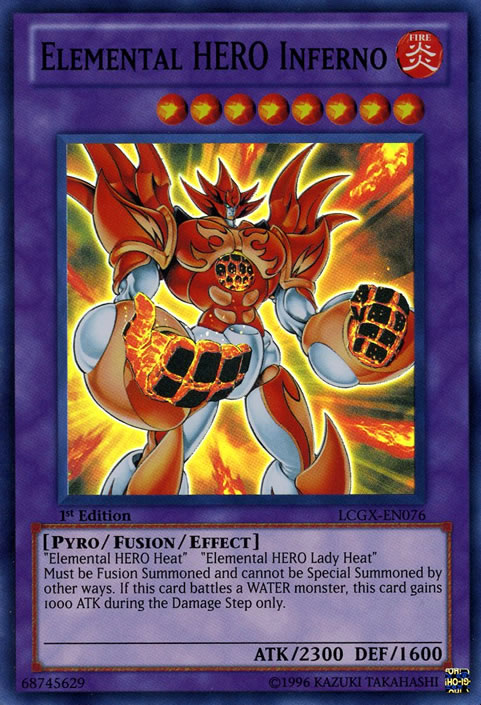 Elemental HERO Inferno
FIRE
炎
1st Edition
LCGX-EN076
[Pyro/Fusion/Effect]
"Elemental HERO Heat" "Elemental HERO Lady Heat"
Must be Fusion Summoned and cannot be Special Summoned by
other ways. If this card battles a WATER monster, this card gains
1000 ATK during the Damage Step only.
ATK/2300 DEF/1600
68745629
©1996 KAZUKI TAKAHASHI